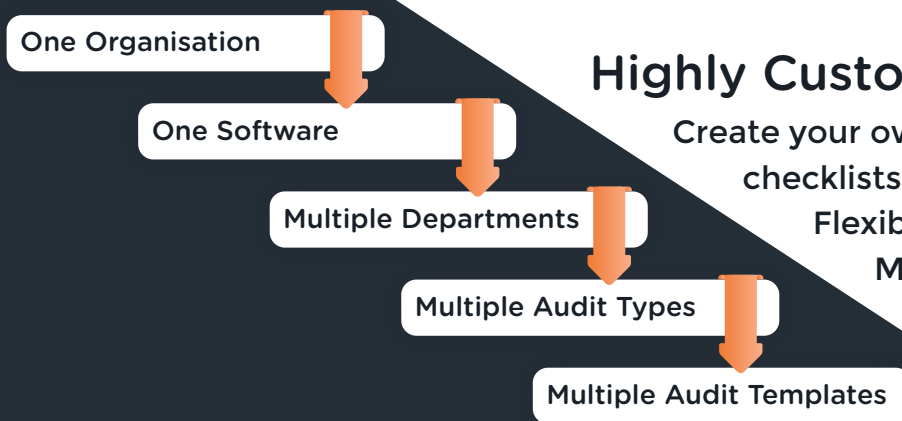 One Organisation
Highly Custo
One Software
Create your ov
checklists
Multiple Departments
Flexib
M
Multiple Audit Types
Multiple Audit Templates